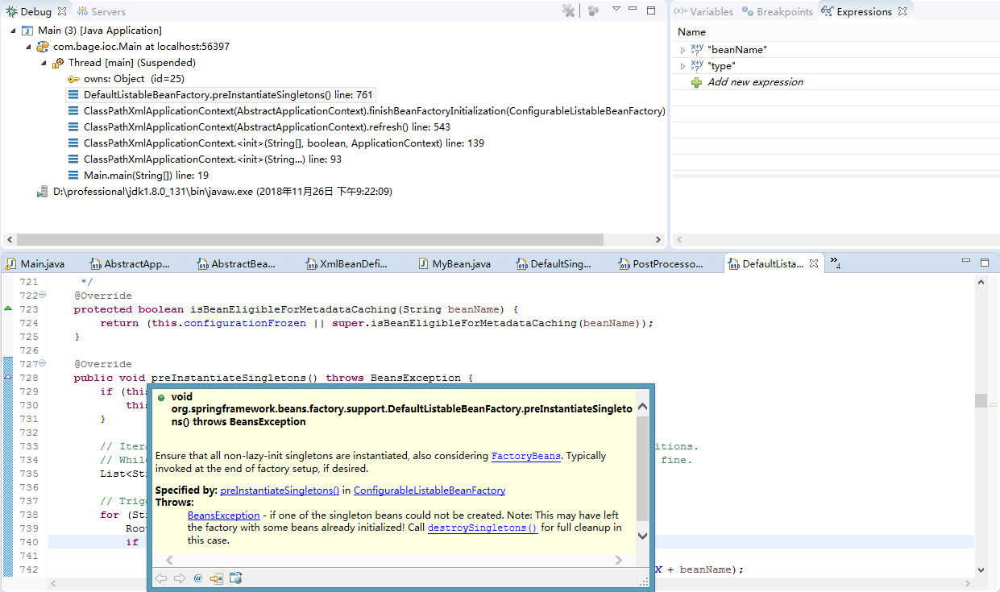 Debug
Servers
Main (3) [Java Application]
com.bage.ioc.Main at localhost:56397
Thread [main] (Suspended)
owns: Object (id=25)
DefaultListableBeanFactory.preInstantiateSingletons() line: 761
ClassPathXmlApplicationContext(AbstractApplicationContext).finishBeanFactoryInitialization(ConfigurableListableBeanFactory)
ClassPathXmlApplicationContext(AbstractApplicationContext).refresh() line: 543
ClassPathXmlApplicationContext.<init>(String[], boolean, ApplicationContext) line: 139
ClassPathXmlApplicationContext.<init>(String...) line: 93
Main.main(String[]) line: 19
D:\professional\jdk1.8.0_131\bin\javaw.exe (2018年11月26日 下午9:22:09)
(x)= Variables
Breakpoints
Expressions
Name
"beanName"
"type"
Add new expression
Main.java
AbstractApp...
AbstractBea...
XmlBeanDefi...
MyBean.java
DefaultSing...
PostProcesso...
DefaultLista...
»4
721 */
722 @Override
723 protected boolean isBeanEligibleForMetadataCaching(String beanName) {
724 return (this.configurationFrozen || super.isBeanEligibleForMetadataCaching(beanName));
725 }
726
727 @Override
728 public void preInstantiateSingletons() throws BeansException {
729 if (this
730 this
731 }
732
733 // Itera itions.
734 // Whil fine.
735 List<St
736
737 // Trig
738 for (St
739 Root
740 if
741
742 X + beanName);
void
org.springframework.beans.factory.support.DefaultListableBeanFactory.preInstantiateSingleto
ns() throws BeansException
Ensure that all non-lazy-init singletons are instantiated, also considering FactoryBeans. Typically
invoked at the end of factory setup, if desired.
Specified by: preInstantiateSingletons() in ConfigurableListableBeanFactory
Throws:
BeansException - if one of the singleton beans could not be created. Note: This may have left
the factory with some beans already initialized! Call destroySingletons() for full cleanup in
this case.